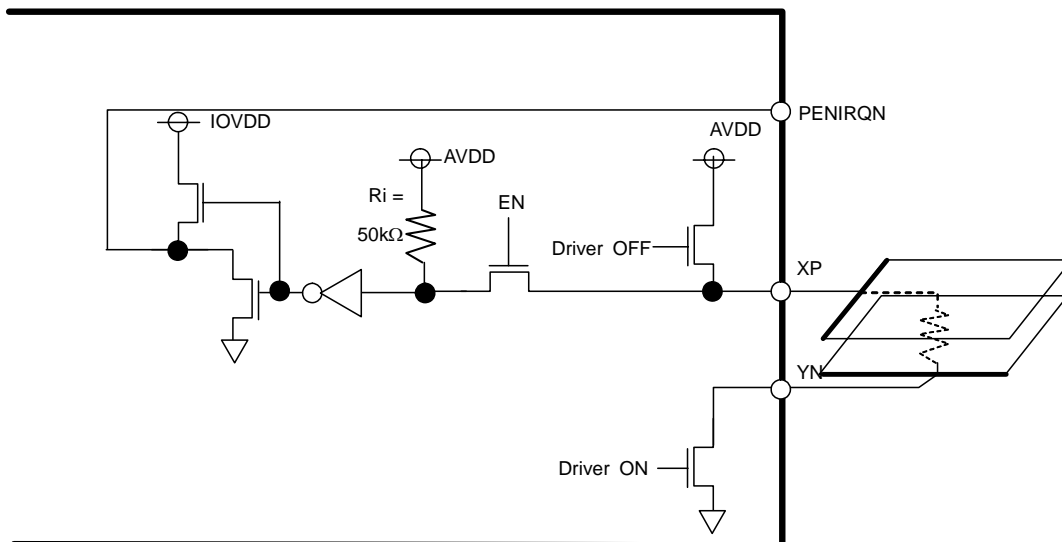 PENIRQN
IOVDD
AVDD
AVDD
Ri =
50kΩ
EN
Driver OFF
XP
YN
Driver ON